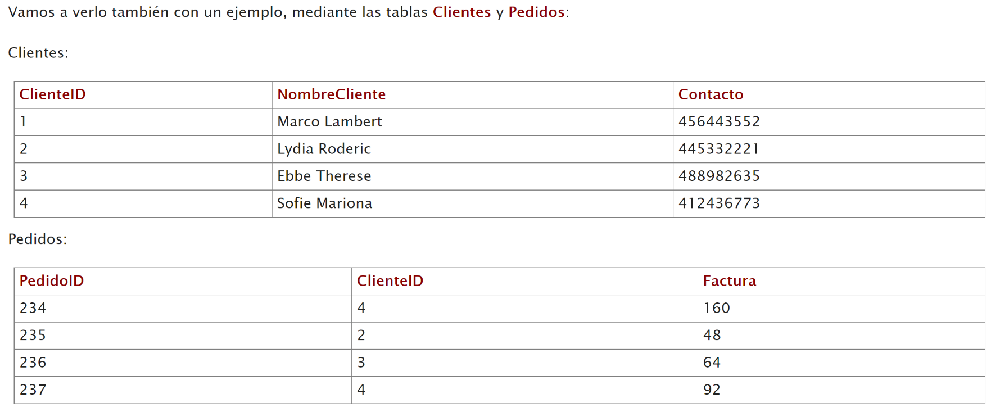 Vamos a verlo también con un ejemplo, mediante las tablas Clientes y Pedidos:
Clientes:
ClienteID NombreCliente Contacto
1 Marco Lambert 456443552
2 Lydia Roderic 445332221
3 Ebbe Therese 488982635
4 Sofie Mariona 412436773
Pedidos:
PedidoID ClienteID Factura
234 4 160
235 2 48
236 3 64
237 4 92